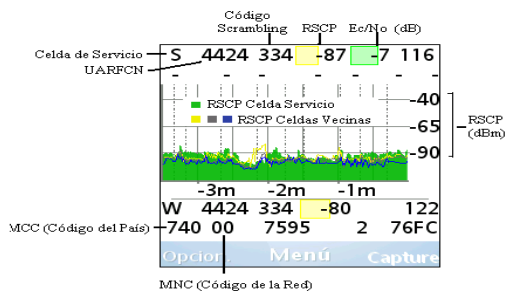 Código
Scrambling RSCP Ec/No (dB)
Celda de Servicio S 4424 334 -87 -7 116
UARFCN
- - - - - -
RSCP Celda Servicio -40
RSCP Celdas Vecinas
-65 RSCP
(dBm)
-90
-3m -2m -1m
W 4424 334 -80 122
MCC (Código del País) 740 00 7595 2 76FC
Opcion. Menú Capture
MNC (Código de la Red)